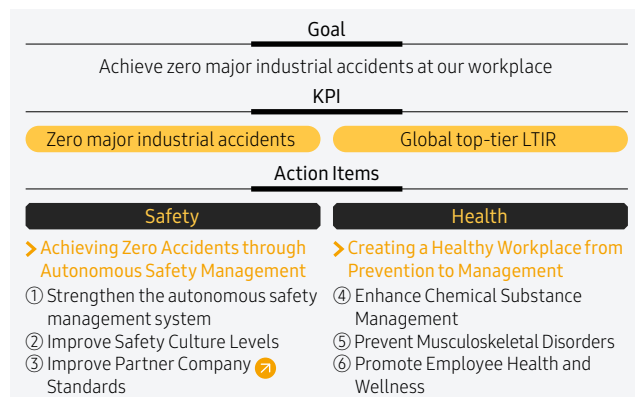 Goal
Achieve zero major industrial accidents at our workplace
KPI
Zero major industrial accidents
Global top-tier LTIR
Action Items
Safety
> Achieving Zero Accidents through
Autonomous Safety Management
① Strengthen the autonomous safety
management system
② Improve Safety Culture Levels
③ Improve Partner Company
Standards
Health
> Creating a Healthy Workplace from
Prevention to Management
④ Enhance Chemical Substance
Management
⑤ Prevent Musculoskeletal Disorders
⑥ Promote Employee Health and
Wellness